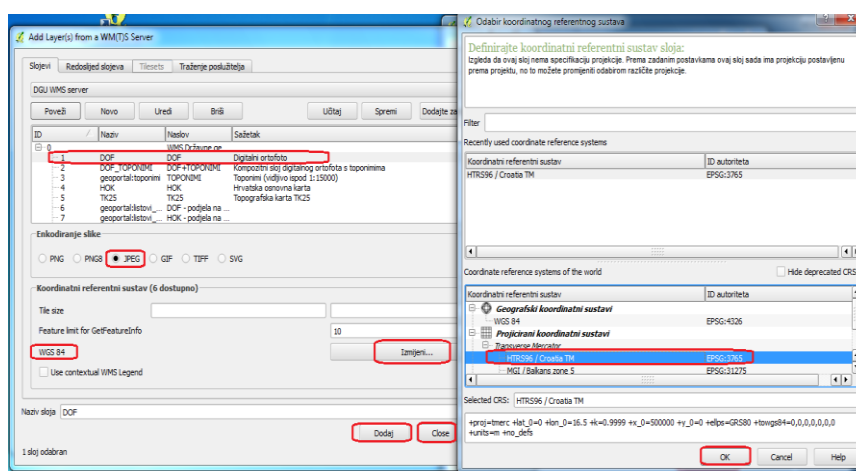 Add Layer(s) from a WM(T)S Server
Slojevi Redoslijed slojeva Tilesets Traženje poslužitelja
DGU WMS server
Poveži Novo Uredi Briši Učitaj Spremi Dodajte za
ID Naziv Naslov Sažetak
0 WMS Državne ge
1 DOF DOF Digitalni ortofoto
2 DOF_TOPONIMI DOF+TOPONIMI Kompozitni sloj digitalnog ortofota s toponimima
3 geoportal:toponimi TOPONIMI Toponimi (vidljivo ispod 1:15000)
4 HOK HOK Hrvatska osnovna karta
5 TK25 TK25 Topografska karta TK25
6 geoportal:listovi_... DOF - podjela na ...
7 geoportal:listovi_... HOK - podjela na ...
Enkodiranje slike
PNG PNG8 JPEG GIF TIFF SVG
Koordinatni referentni sustav (6 dostupno)
Tile size
Feature limit for GetFeatureInfo 10
WGS 84 Izmijeni...
Use contextual WMS Legend
Naziv sloja DOF
Dodaj Close
1 sloj odabran
Odabir koordinatnog referentnog sustava
Definirajte koordinatni referentni sustav sloja:
Izgleda da ovaj sloj nema specifikaciju projekcije. Prema zadanim postavkama ovaj sloj sada ima projekciju postavljenu
prema projektu, no to možete promijeniti odabirom različite projekcije.
Filter
Recently used coordinate reference systems
Koordinatni referentni sustav ID autoriteta
HTRS96 / Croatia TM EPSG:3765
Coordinate reference systems of the world Hide deprecated CRS
Koordinatni referentni sustav ID autoriteta
Geografski koordinatni sustavi
WGS 84 EPSG:4326
Projicirani koordinatni sustavi
Transverse Mercator
HTRS96 / Croatia TM EPSG:3765
MGI / Balkans zone 5 EPSG:31275
Selected CRS: HTRS96 / Croatia TM
+proj=tmerc +lat_0=0 +lon_0=16.5 +k=0.9999 +x_0=500000 +y_0=0 +ellps=GRS80 +towgs84=0,0,0,0,0,0,0
+units=m +no_defs
OK Cancel Help